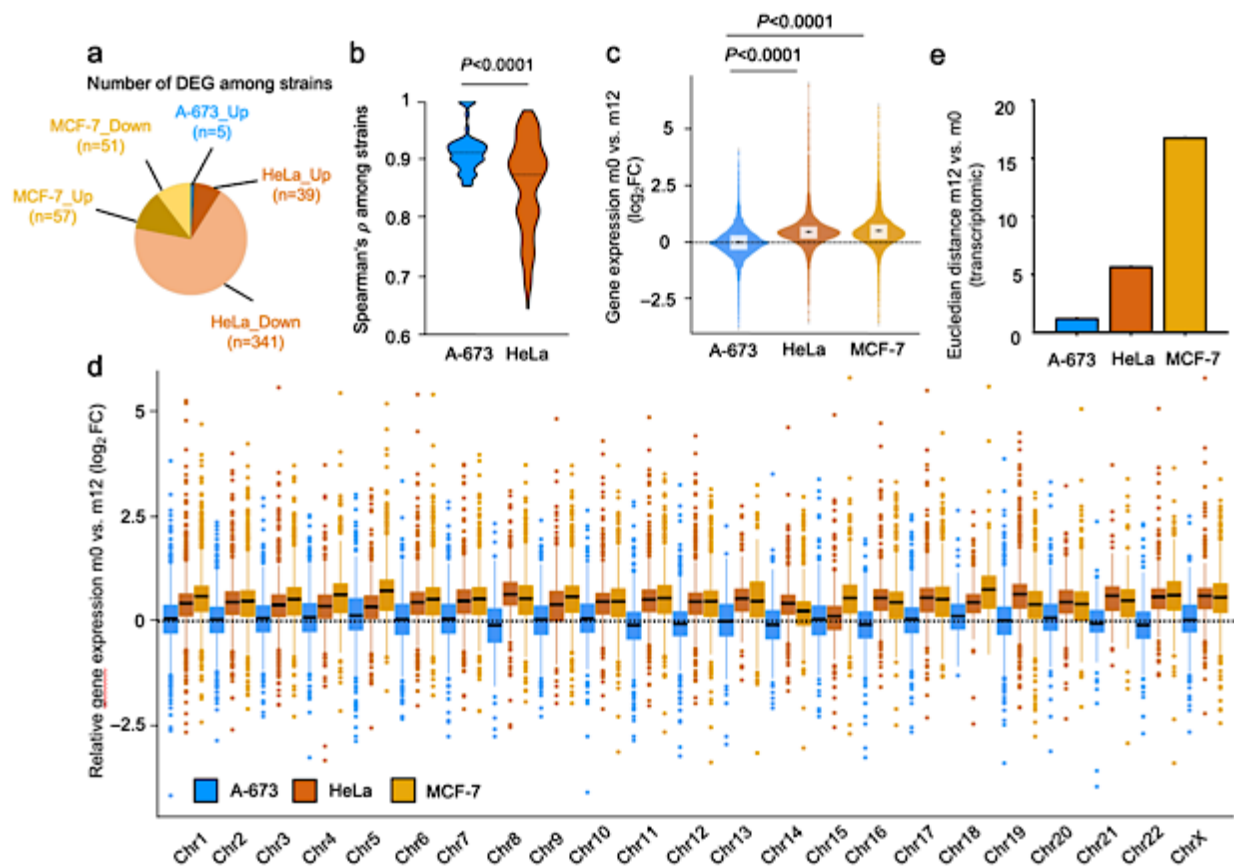 a
Number of DEG among strains
A-673_Up
(n=5)
MCF-7_Down
(n=51)
HeLa_Up
(n=39)
MCF-7_Up
(n=57)
HeLa_Down
(n=341)
b
P<0.0001
Spearman's ρ among strains
1
0.9
0.8
0.7
0.6
A-673
HeLa
c
P<0.0001
P<0.0001
Gene expression m0 vs. m12
(log2FC)
5
2.5
0
−2.5
A-673
HeLa
MCF-7
e
Eucledian distance m12 vs. m0
(transcriptomic)
20
15
10
5
0
A-673
HeLa
MCF-7
d
Relative gene expression m0 vs. m12 (log2 FC)
5
2.5
0
−2.5
A-673
HeLa
MCF-7
Chr1
Chr2
Chr3
Chr4
Chr5
Chr6
Chr7
Chr8
Chr9
Chr10
Chr11
Chr12
Chr13
Chr14
Chr15
Chr16
Chr17
Chr18
Chr19
Chr20
Chr21
Chr22
ChrX